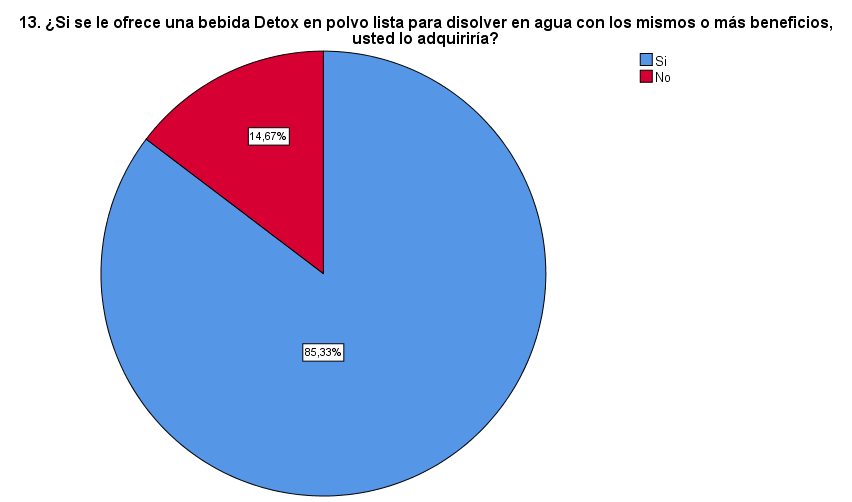 13. ¿Si se le ofrece una bebida Detox en polvo lista para disolver en agua con los mismos o más beneficios,
usted lo adquiriría?
Si
No
14,67%
85,33%